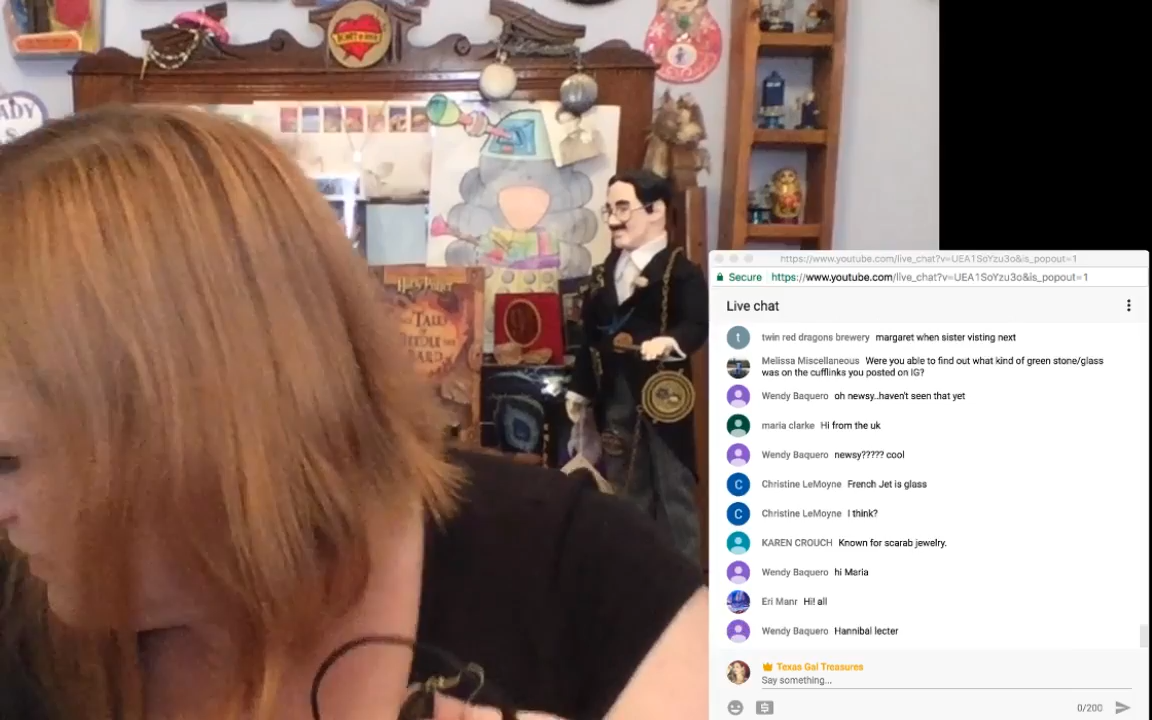 ADY
Harry Potter
TALES
BEEDLE THE
BARD
https://www.youtube.com/live_chat?v=UEA1SoYzu3o&is_popout=1
Secure https://www.youtube.com/live_chat?v=UEA1SoYzu3o&is_popout=1
Live chat
t twin red dragons brewery margaret when sister visting next
Melissa Miscellaneous Were you able to find out what kind of green stone/glass
was on the cufflinks you posted on IG?
Wendy Baquero oh newsy..haven't seen that yet
maria clarke Hi from the uk
Wendy Baquero newsy????? cool
C Christine LeMoyne French Jet is glass
C Christine LeMoyne I think?
KAREN CROUCH Known for scarab jewelry.
Wendy Baquero hi Maria
Eri Manr Hi! all
Wendy Baquero Hannibal lecter
Texas Gal Treasures
Say something...
0/200